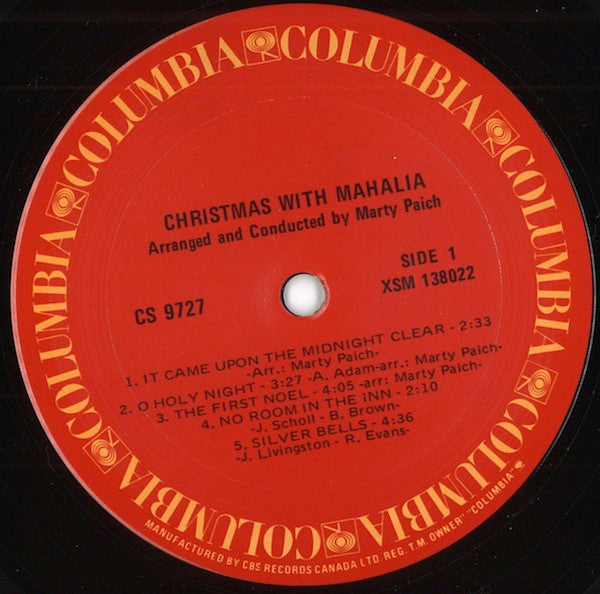 COLUMBIA COLUMBIA COLUMBIA COLUMBIA COLUMBIA COLUMBIA
CHRISTMAS WITH MAHALIA
Arranged and Conducted by Marty Paich
CS 9727
SIDE 1
XSM 138022
1. IT CAME UPON THE MIDNIGHT CLEAR - 2:33
-Arr.: Marty Paich-
2. O HOLY NIGHT - 3:27 -A. Adam-arr.: Marty Paich-
3. THE FIRST NOEL - 4:05 -arr: Marty Paich-
4. NO ROOM IN THE INN - 2:10
-J. Scholl - B. Brown-
5. SILVER BELLS - 4:36
-J. Livingston - R. Evans-
MANUFACTURED BY CBS RECORDS CANADA LTD REG. T.M. OWNER "COLUMBIA"